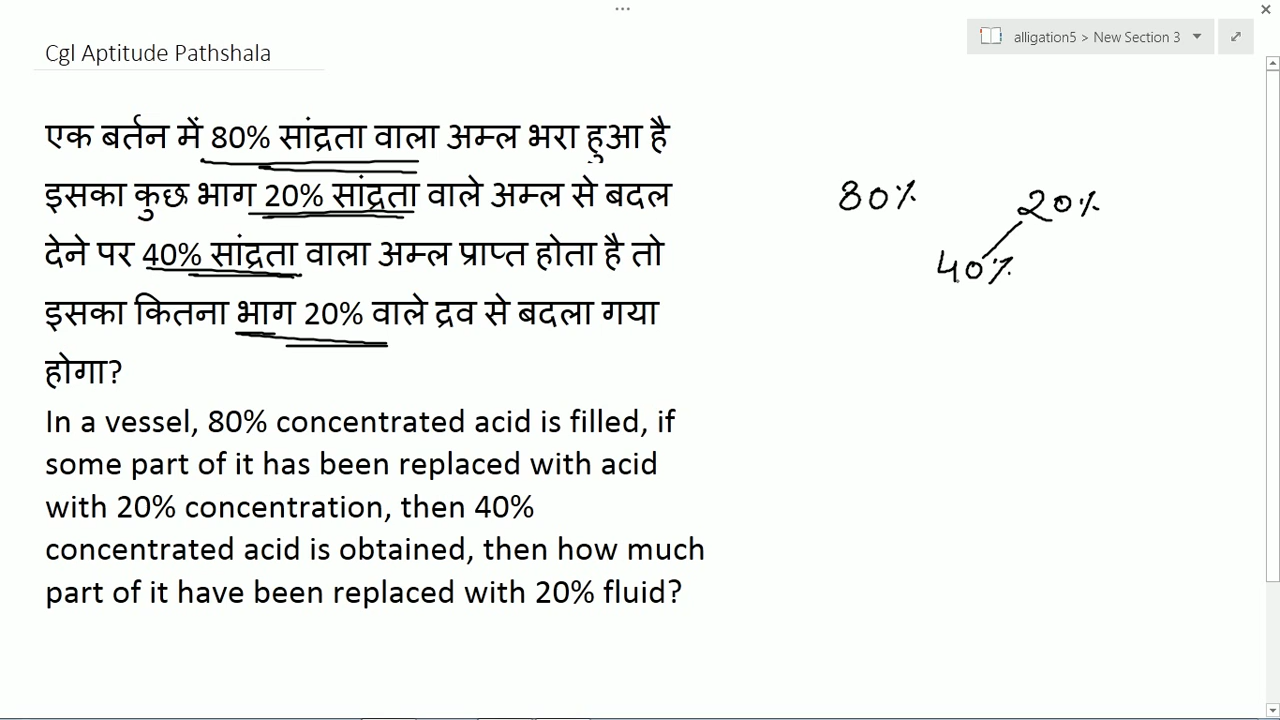 ...
Cgl Aptitude Pathshala
alligation5 > New Section 3
एक बर्तन में 80% सांद्रता वाला अम्ल भरा हुआ है
इसका कुछ भाग 20% सांद्रता वाले अम्ल से बदल
देने पर 40% सांद्रता वाला अम्ल प्राप्त होता है तो
इसका कितना भाग 20% वाले द्रव से बदला गया
होगा?
80% 20%
40%
In a vessel, 80% concentrated acid is filled, if
some part of it has been replaced with acid
with 20% concentration, then 40%
concentrated acid is obtained, then how much
part of it have been replaced with 20% fluid?